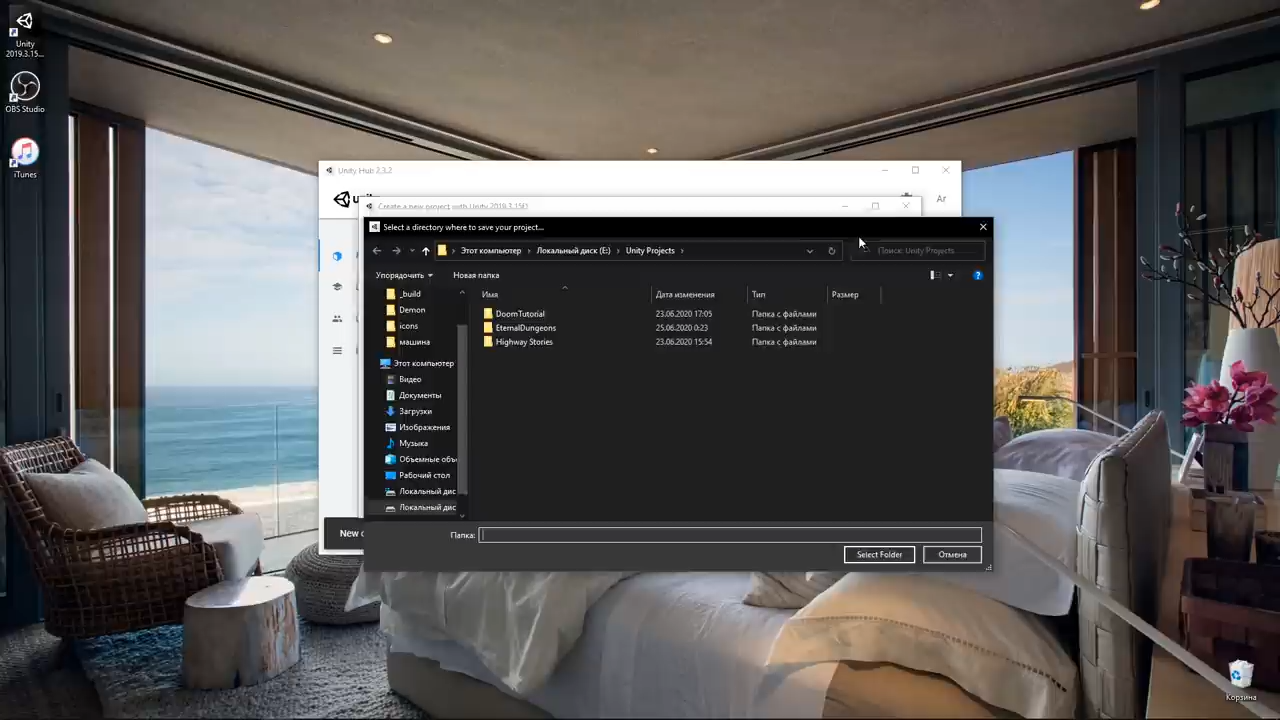 Unity
2019.3.15...
OBS Studio
iTunes
Unity Hub 2.3.2
Ar
Create a new project with Unity 2019.3.15f1
Select a directory where to save your project...
Этот компьютер › Локальный диск (E:) › Unity Projects ›
Поиск: Unity Projects
Упорядочить
Новая папка
Имя
Дата изменения
Тип
Размер
_build
Demon
icons
машина
Этот компьютер
Видео
Документы
Загрузки
Изображения
Музыка
Объемные объ
Рабочий стол
Локальный дис
Локальный дис
DoomTutorial 23.06.2020 17:05 Папка с файлами
EternalDungeons 25.06.2020 0:23 Папка с файлами
Highway Stories 23.06.2020 15:54 Папка с файлами
New
Папка:
Select Folder
Отмена
Корзина